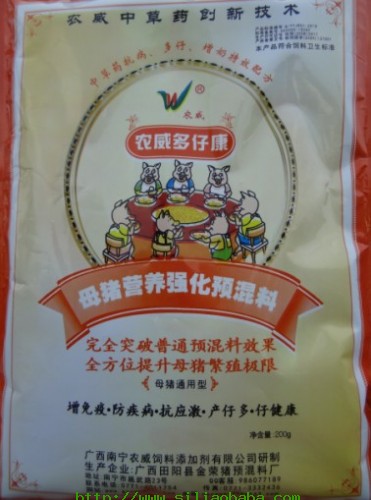 农威中草药创新技术
本产品符合饲料卫生标准
中草药抗病、多仔、增奶特效配方
W
农威
农威多仔康
母猪营养强化预混料
完全突破普通预混料效果
全方位提升母猪繁殖极限
母猪通用型
增免疫·防疾病·抗应激·产仔多·仔健康
净含量:200g
广西南宁农威饲料添加剂有限公司研制
生产企业:广西田阳县金荣猪预混料厂
http://www.siliaobaba.com